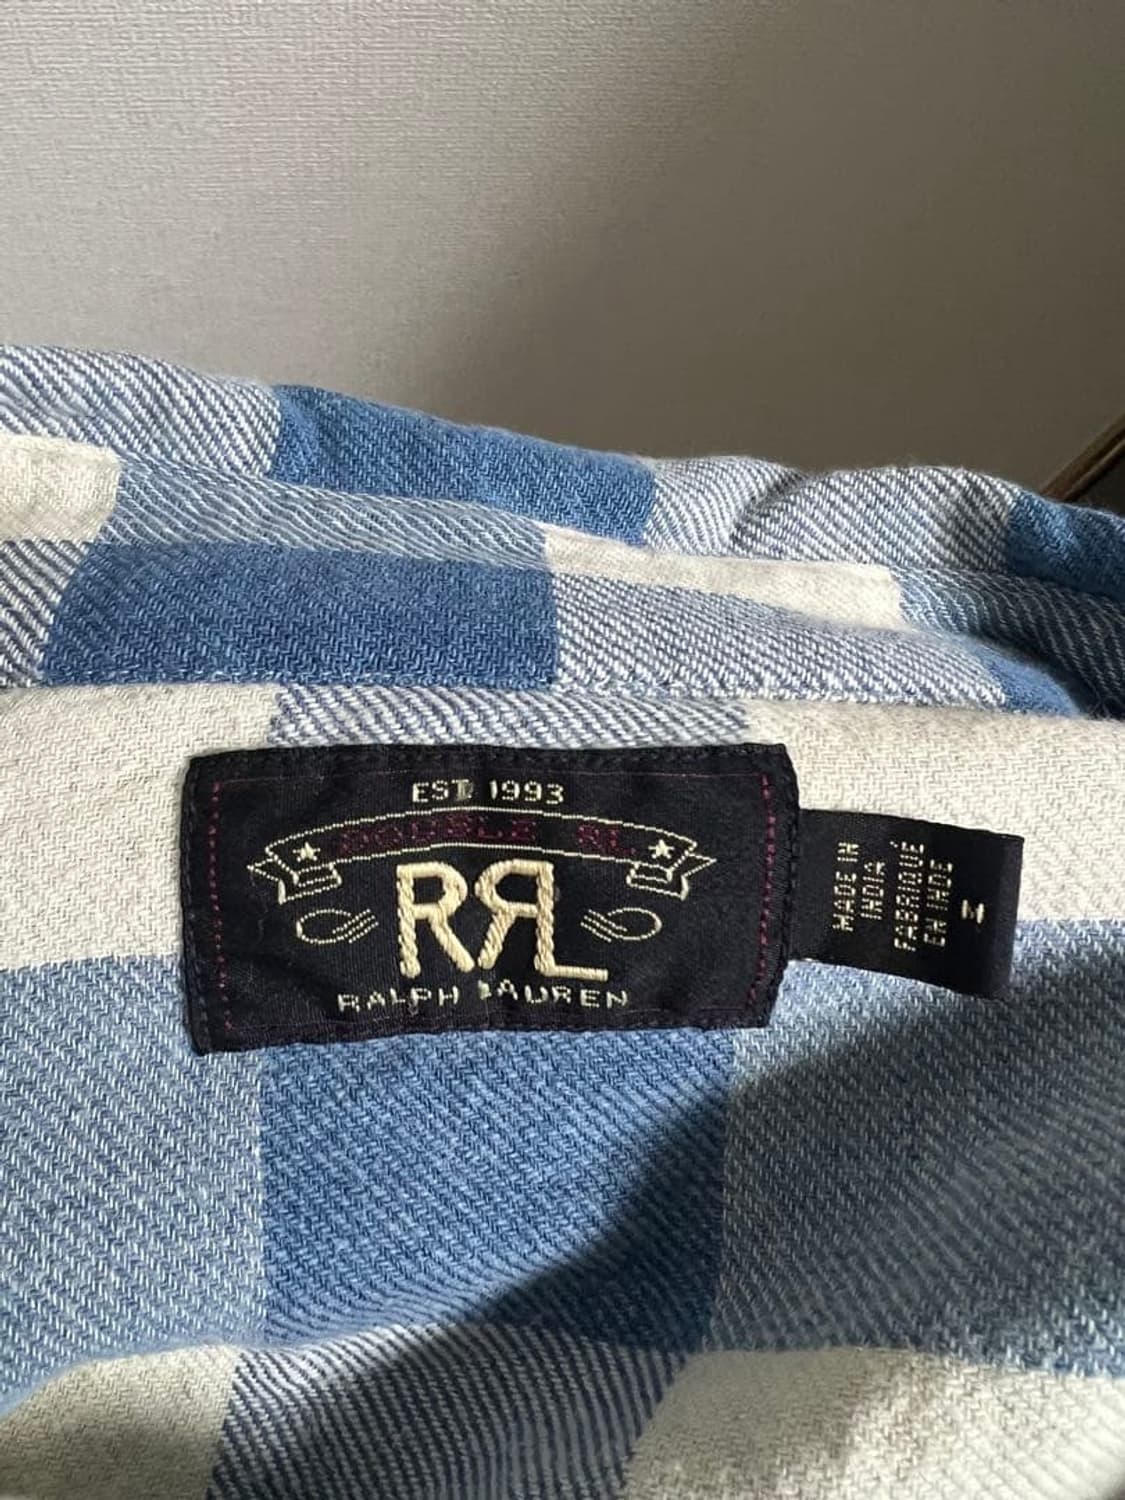 EST. 1993
DOUBLE RL
RRL
RALPH LAUREN
MADE IN
INDIA
FABRIQUÉ
EN INDE
M